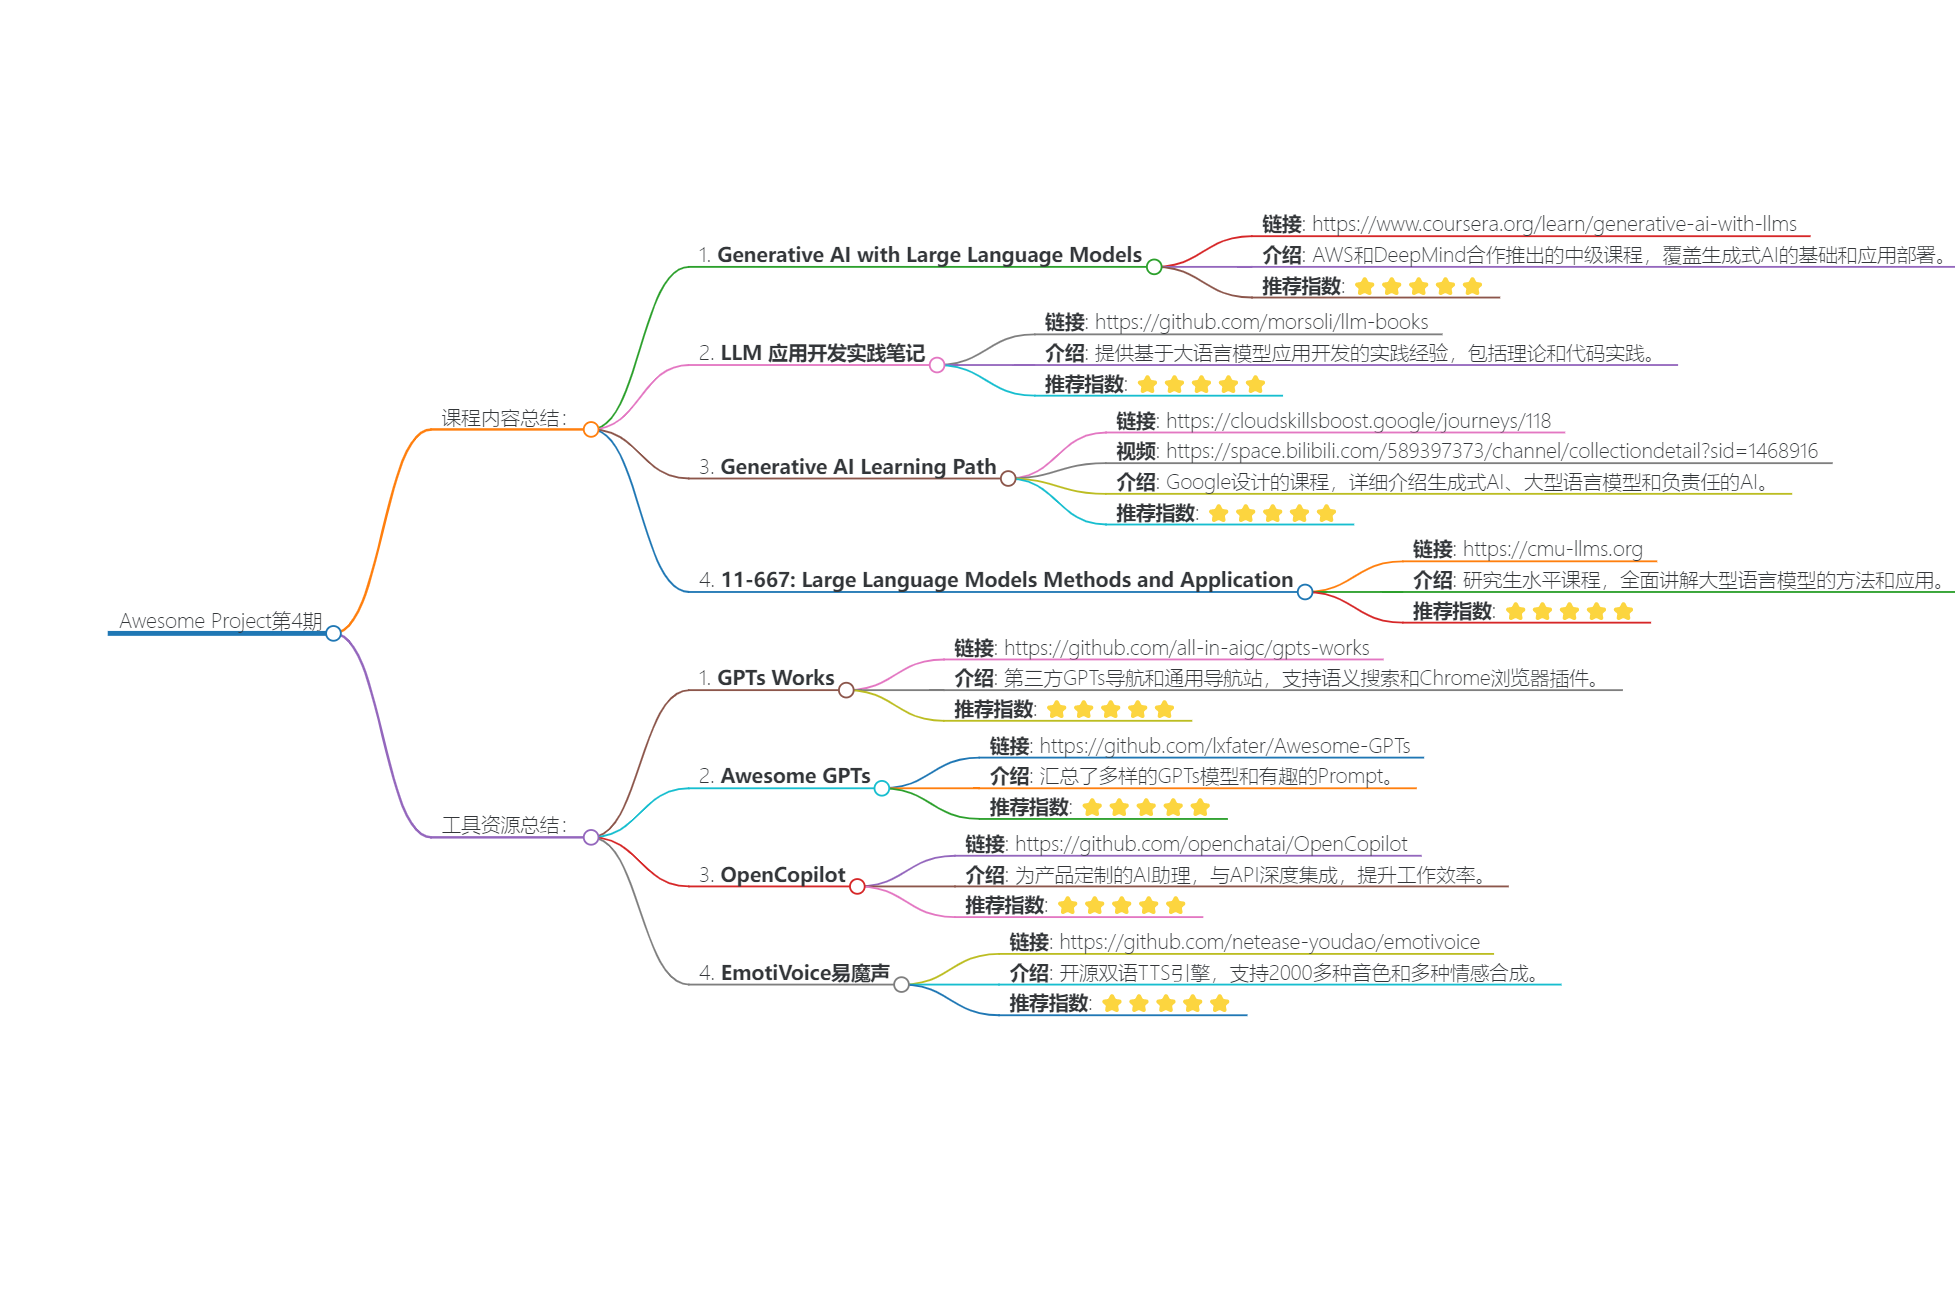 Awesome Project第4期
课程内容总结：
1. Generative AI with Large Language Models
链接: https://www.coursera.org/learn/generative-ai-with-llms
介绍: AWS和DeepMind合作推出的中级课程，覆盖生成式AI的基础和应用部署。
推荐指数: ⭐⭐⭐⭐⭐
2. LLM 应用开发实践笔记
链接: https://github.com/morsoli/llm-books
介绍: 提供基于大语言模型应用开发的实践经验，包括理论和代码实践。
推荐指数: ⭐⭐⭐⭐⭐
3. Generative AI Learning Path
链接: https://cloudskillsboost.google/journeys/118
视频: https://space.bilibili.com/589397373/channel/collectiondetail?sid=1468916
介绍: Google设计的课程，详细介绍生成式AI、大型语言模型和负责任的AI。
推荐指数: ⭐⭐⭐⭐⭐
4. 11-667: Large Language Models Methods and Application
链接: https://cmu-llms.org
介绍: 研究生水平课程，全面讲解大型语言模型的方法和应用。
推荐指数: ⭐⭐⭐⭐⭐
工具资源总结：
1. GPTs Works
链接: https://github.com/all-in-aigc/gpts-works
介绍: 第三方GPTs导航和通用导航站，支持语义搜索和Chrome浏览器插件。
推荐指数: ⭐⭐⭐⭐⭐
2. Awesome GPTs
链接: https://github.com/lxfater/Awesome-GPTs
介绍: 汇总了多样的GPTs模型和有趣的Prompt。
推荐指数: ⭐⭐⭐⭐⭐
3. OpenCopilot
链接: https://github.com/openchatai/OpenCopilot
介绍: 为产品定制的AI助理，与API深度集成，提升工作效率。
推荐指数: ⭐⭐⭐⭐⭐
4. EmotiVoice易魔声
链接: https://github.com/netease-youdao/emotivoice
介绍: 开源双语TTS引擎，支持2000多种音色和多种情感合成。
推荐指数: ⭐⭐⭐⭐⭐